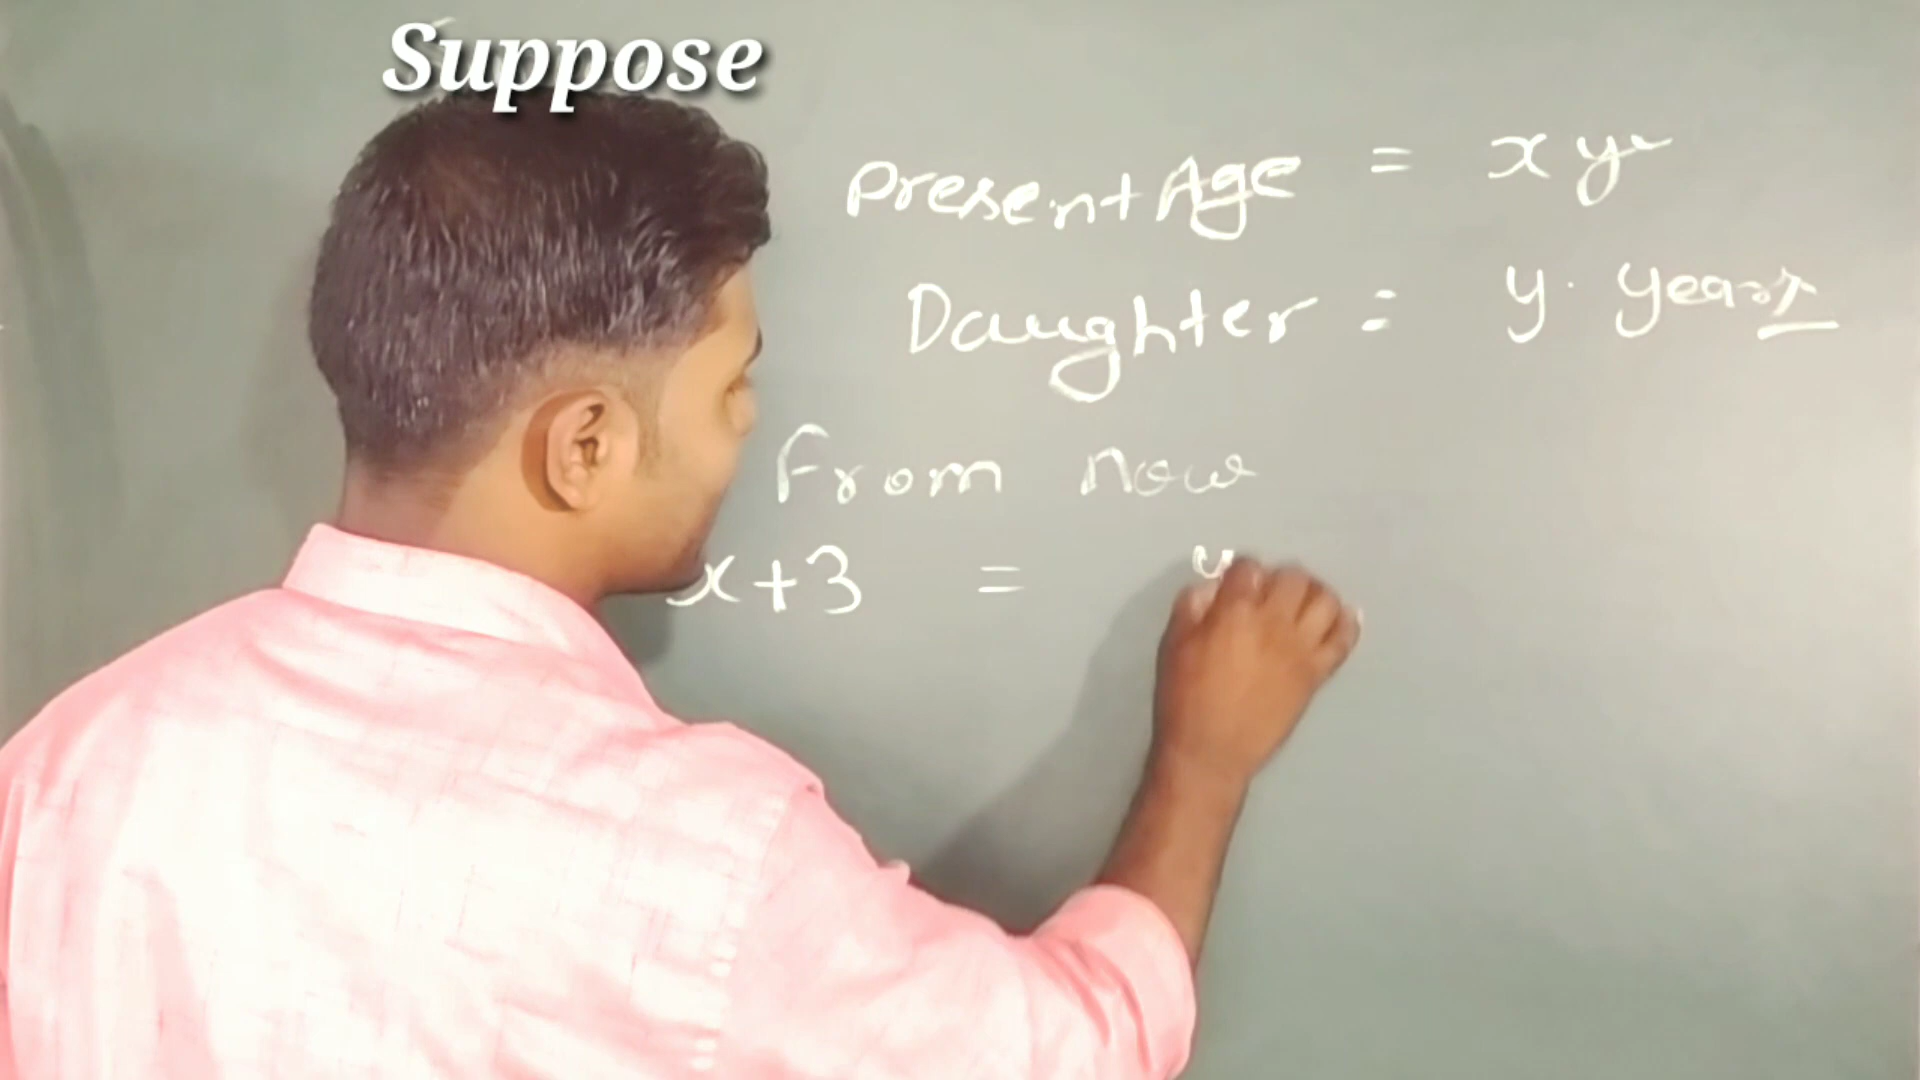 Suppose
Present Age = x yr
Daughter = y. years
From now
x+3 = y